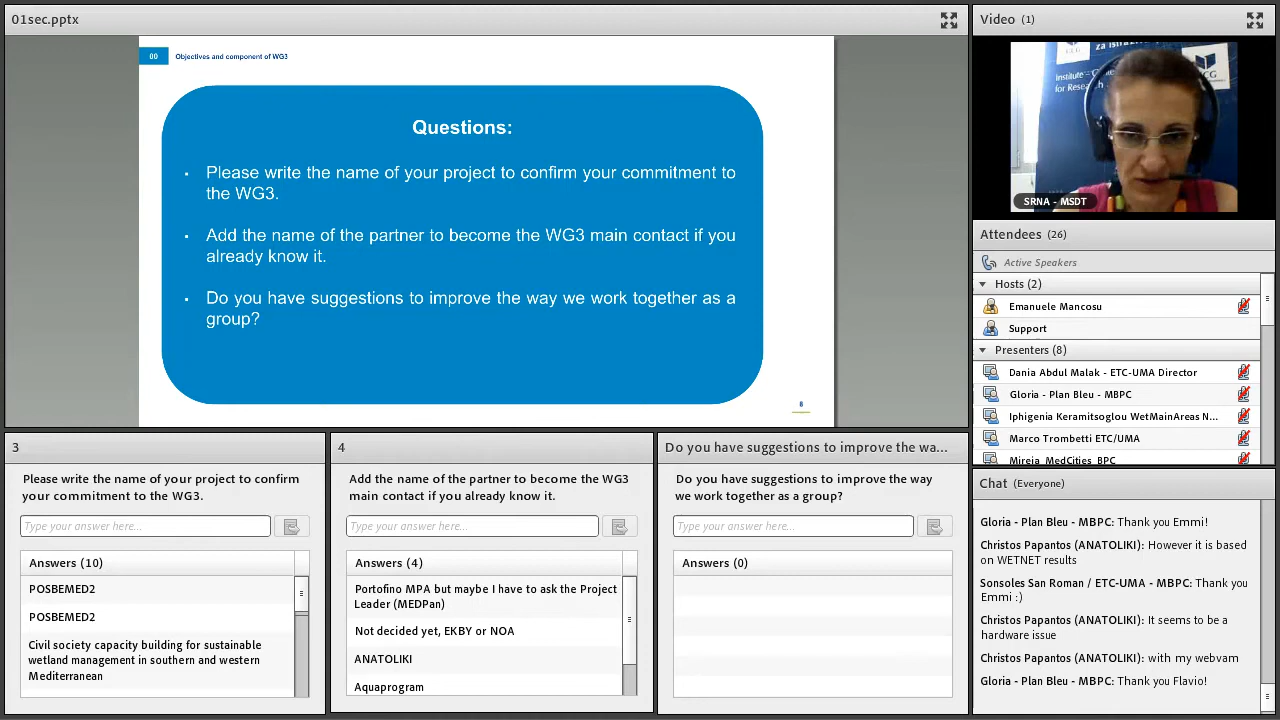 01sec.pptx
00
Objectives and component of WG3
Questions:
Please write the name of your project to confirm your commitment to
the WG3.
Add the name of the partner to become the WG3 main contact if you
already know it.
Do you have suggestions to improve the way we work together as a
group?
8
Video (1)
za istraž
Institute
for Research
CG
SRNA - MSDT
Attendees (26)
Active Speakers
Hosts (2)
Emanuele Mancosu
Support
Presenters (8)
Dania Abdul Malak - ETC-UMA Director
Gloria - Plan Bleu - MBPC
Iphigenia Keramitsoglou WetMainAreas N...
Marco Trombetti ETC/UMA
Mireia_MedCities_BPC
3
Please write the name of your project to confirm
your commitment to the WG3.
Type your answer here...
Answers (10)
POSBEMED2
POSBEMED2
Civil society capacity building for sustainable
wetland management in southern and western
Mediterranean
4
Add the name of the partner to become the WG3
main contact if you already know it.
Type your answer here...
Answers (4)
Portofino MPA but maybe I have to ask the Project
Leader (MEDPan)
Not decided yet, EKBY or NOA
ANATOLIKI
Aquaprogram
Do you have suggestions to improve the wa...
Do you have suggestions to improve the way
we work together as a group?
Type your answer here...
Answers (0)
Chat (Everyone)
Gloria - Plan Bleu - MBPC: Thank you Emmi!
Christos Papantos (ANATOLIKI): However it is based
on WETNET results
Sonsoles San Roman / ETC-UMA - MBPC: Thank you
Emmi :)
Christos Papantos (ANATOLIKI): It seems to be a
hardware issue
Christos Papantos (ANATOLIKI): with my webvam
Gloria - Plan Bleu - MBPC: Thank you Flavio!